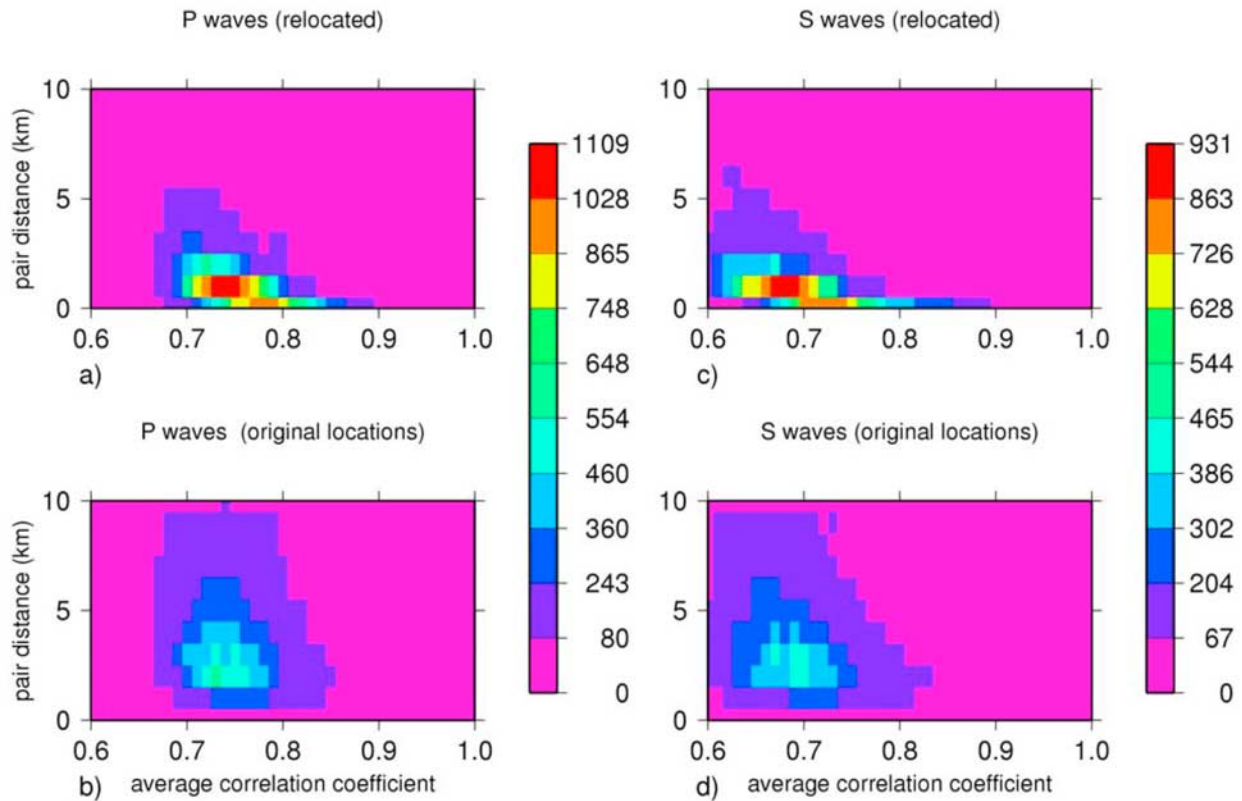 P waves (relocated)
pair distance (km)
10
5
0
0.6 0.7 0.8 0.9 1.0
a)
1109
1028
865
748
648
554
460
360
243
80
0
P waves (original locations)
pair distance (km)
10
5
0
0.6 0.7 0.8 0.9 1.0
b) average correlation coefficient
S waves (relocated)
10
5
0
0.6 0.7 0.8 0.9 1.0
c)
931
863
726
628
544
465
386
302
204
67
0
S waves (original locations)
10
5
0
0.6 0.7 0.8 0.9 1.0
d) average correlation coefficient